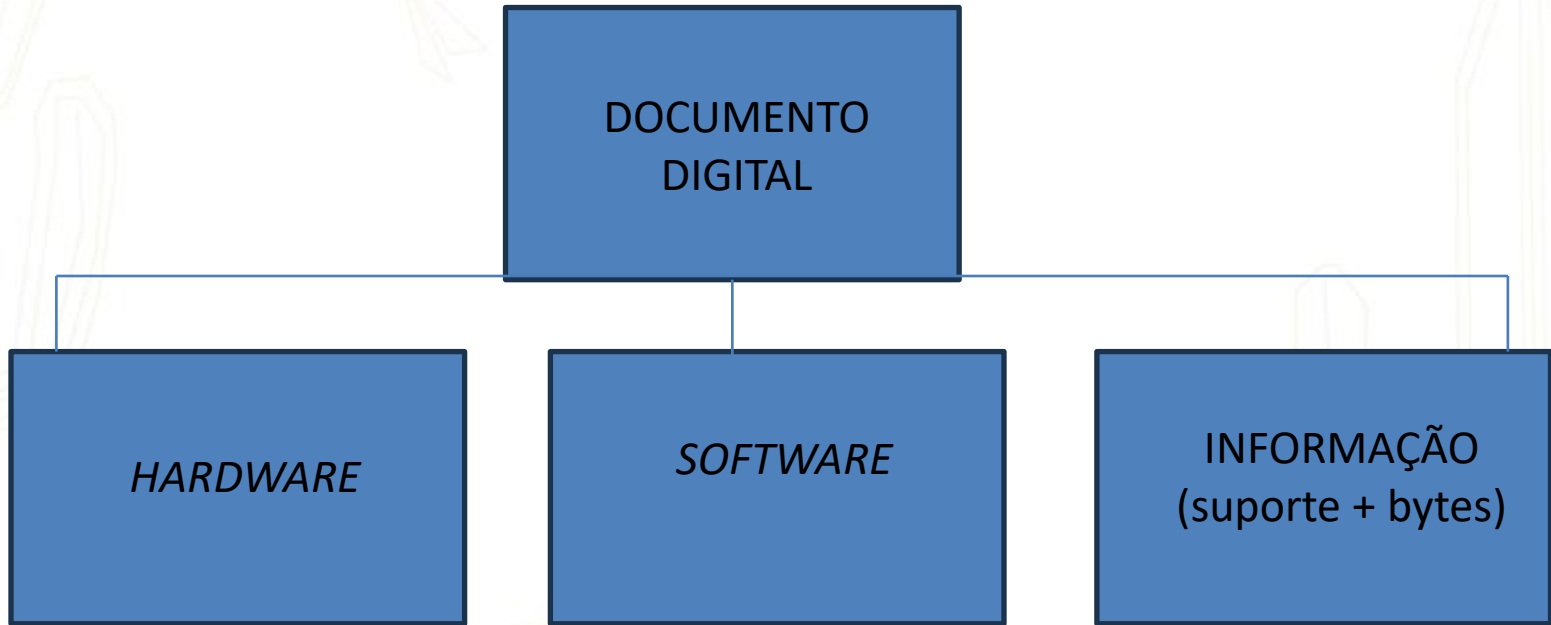 DOCUMENTO
DIGITAL
HARDWARE
SOFTWARE
INFORMAÇÃO
(suporte + bytes)